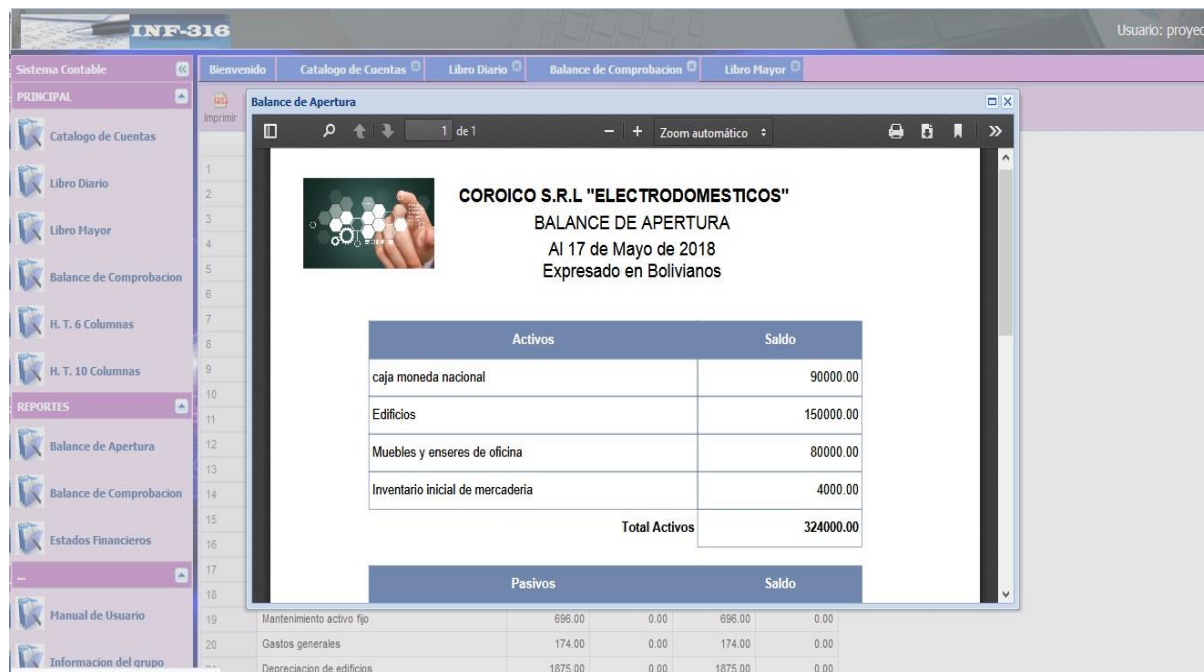 INF-316
Usuario: proyec
Sistema Contable
Bienvenido Catalogo de Cuentas Libro Diario Balance de Comprobacion Libro Mayor
PRINCIPAL
Catalogo de Cuentas
Libro Diario
Libro Mayor
Balance de Comprobacion
H. T. 6 Columnas
H. T. 10 Columnas
REPORTES
Balance de Apertura
Balance de Comprobacion
Estados Financieros
...
Manual de Usuario
Informacion del grupo
Imprimir
Balance de Apertura
1 de 1 Zoom automático
COROICO S.R.L "ELECTRODOMESTICOS"
BALANCE DE APERTURA
Al 17 de Mayo de 2018
Expresado en Bolivianos
Activos Saldo
caja moneda nacional 90000.00
Edificios 150000.00
Muebles y enseres de oficina 80000.00
Inventario inicial de mercaderia 4000.00
Total Activos 324000.00
Pasivos Saldo
1
2
3
4
5
6
7
8
9
10
11
12
13
14
15
16
17
18
19 Mantenimiento activo fijo 696.00 0.00 696.00 0.00
20 Gastos generales 174.00 0.00 174.00 0.00
Depreciacion de edificios 1875.00 0.00 1875.00 0.00